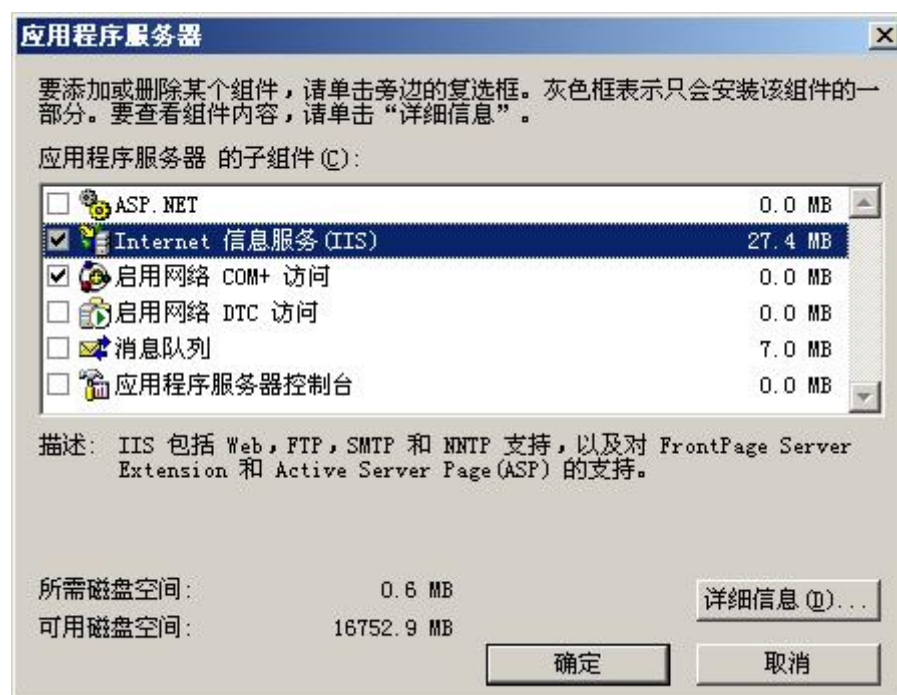 应用程序服务器
要添加或删除某个组件，请单击旁边的复选框。灰色框表示只会安装该组件的一
部分。要查看组件内容，请单击“详细信息”。
应用程序服务器 的子组件(C):
ASP.NET 0.0 MB
Internet 信息服务(IIS) 27.4 MB
启用网络 COM+ 访问 0.0 MB
启用网络 DTC 访问 0.0 MB
消息队列 7.0 MB
应用程序服务器控制台 0.0 MB
描述: IIS 包括 Web，FTP，SMTP 和 NNTP 支持，以及对 FrontPage Server
Extension 和 Active Server Page(ASP) 的支持。
所需磁盘空间: 0.6 MB
详细信息(D)...
可用磁盘空间: 16752.9 MB
确定 取消